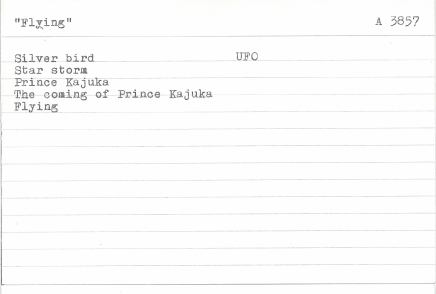 "Flying" A 3857
Silver bird UFO
Star storm
Prince Kajuka
The coming of Prince Kajuka
Flying